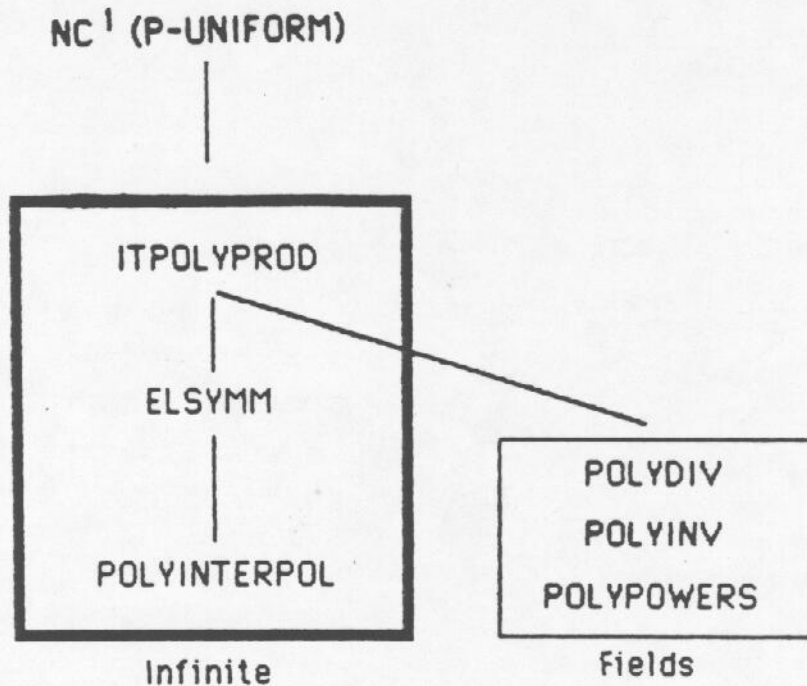 NC¹ (P-UNIFORM)
ITPOLYPROD
ELSYMM
POLYINTERPOL
Infinite
POLYDIV
POLYINV
POLYPOWERS
Fields